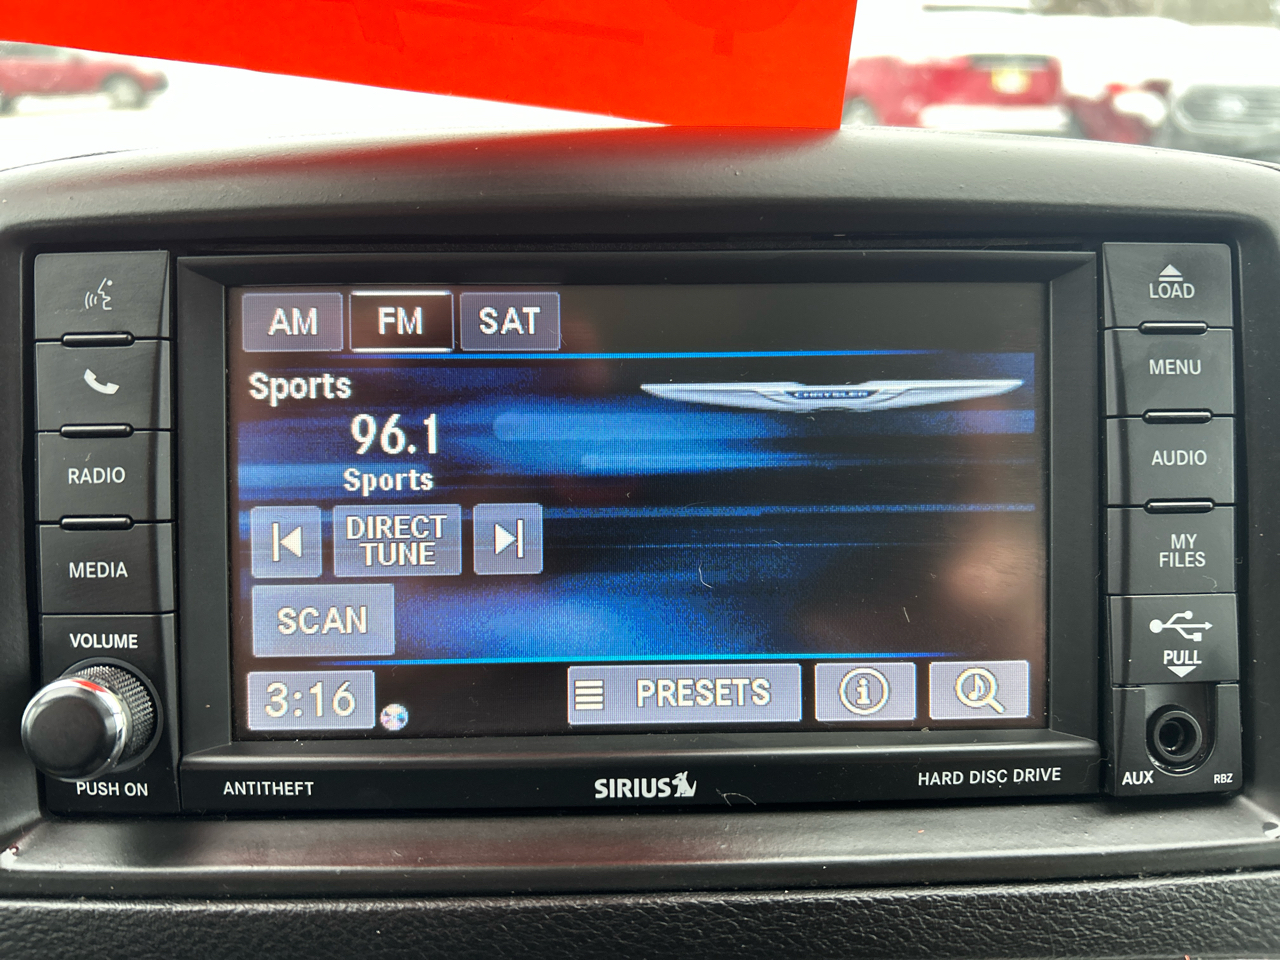 AM FM SAT
Sports
CHRYSLER
96.1
Sports
DIRECT
TUNE
SCAN
3:16
PRESETS
RADIO
MEDIA
VOLUME
PUSH ON
ANTITHEFT
SIRIUS
HARD DISC DRIVE
LOAD
MENU
AUDIO
MY
FILES
PULL
AUX
RBZ